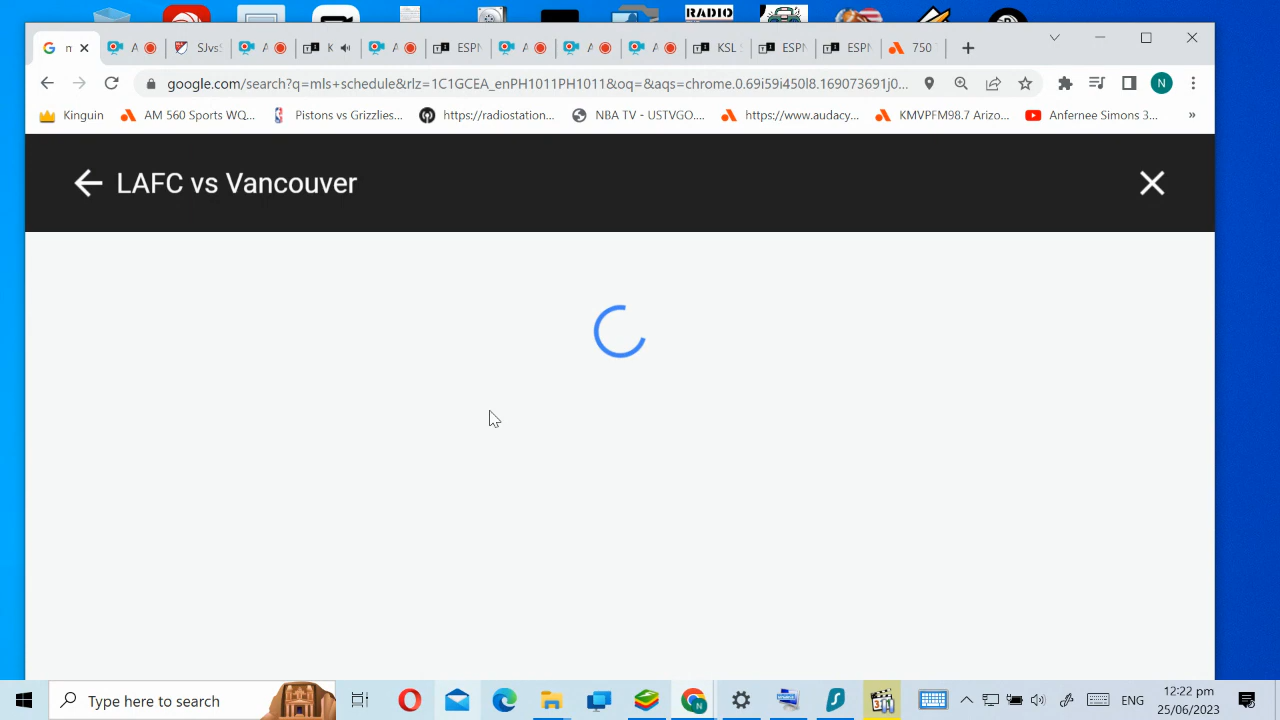 RADIO
n
A
SJvs
A
K
A
ESPN
A
A
A
KSL
ESPN
ESPN
750
google.com/search?q=mls+schedule&rlz=1C1GCEA_enPH1011PH1011&oq=&aqs=chrome.0.69i59i450l8.169073691j0...
N
Kinguin
AM 560 Sports WQ...
Pistons vs Grizzlies...
https://radiostation...
NBA TV - USTVGO....
https://www.audacy...
KMVPFM98.7 Arizo...
Anfernee Simons 3...
»
LAFC vs Vancouver
Type here to search
ENG
12:22 pm
25/06/2023